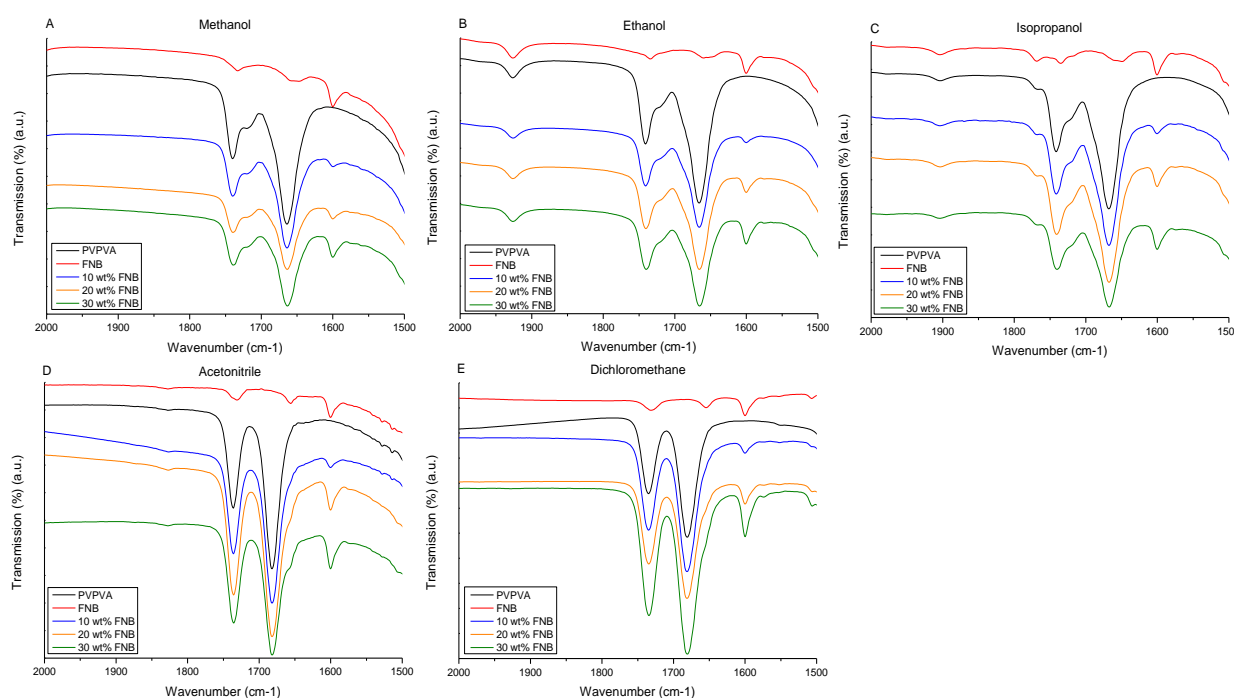 A
Methanol
Transmission (%) (a.u.)
PVPVA
FNB
10 wt% FNB
20 wt% FNB
30 wt% FNB
2000 1900 1800 1700 1600 1500
Wavenumber (cm-1)
B
Ethanol
Transmission (%) (a.u.)
PVPVA
FNB
10 wt% FNB
20 wt% FNB
30 wt% FNB
2000 1900 1800 1700 1600 1500
Wavenumber (cm-1)
C
Isopropanol
Transmission (%) (a.u.)
PVPVA
FNB
10 wt% FNB
20 wt% FNB
30 wt% FNB
2000 1900 1800 1700 1600 1500
Wavenumber (cm-1)
D
Acetonitrile
Transmission (%) (a.u.)
PVPVA
FNB
10 wt% FNB
20 wt% FNB
30 wt% FNB
2000 1900 1800 1700 1600 1500
Wavenumber (cm-1)
E
Dichloromethane
Transmission (%) (a.u.)
PVPVA
FNB
10 wt% FNB
20 wt% FNB
30 wt% FNB
2000 1900 1800 1700 1600 1500
Wavenumber (cm-1)